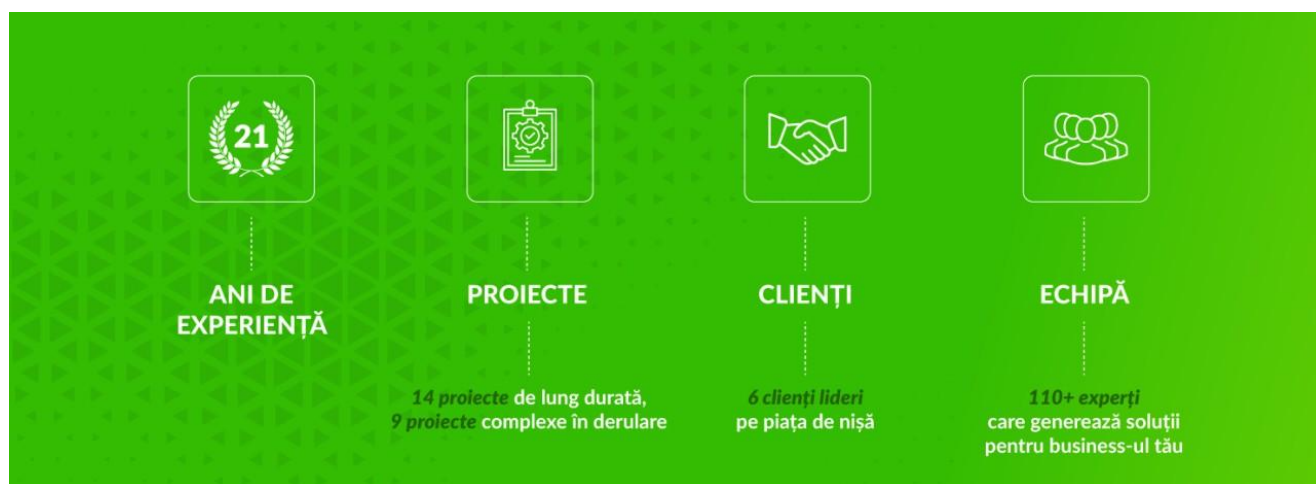 21
ANI DE
EXPERIENȚĂ
PROIECTE
14 proiecte de lung durată,
9 proiecte complexe în derulare
CLIENȚI
6 clienți lideri
pe piața de nișă
ECHIPĂ
110+ experți
care generează soluții
pentru business-ul tău